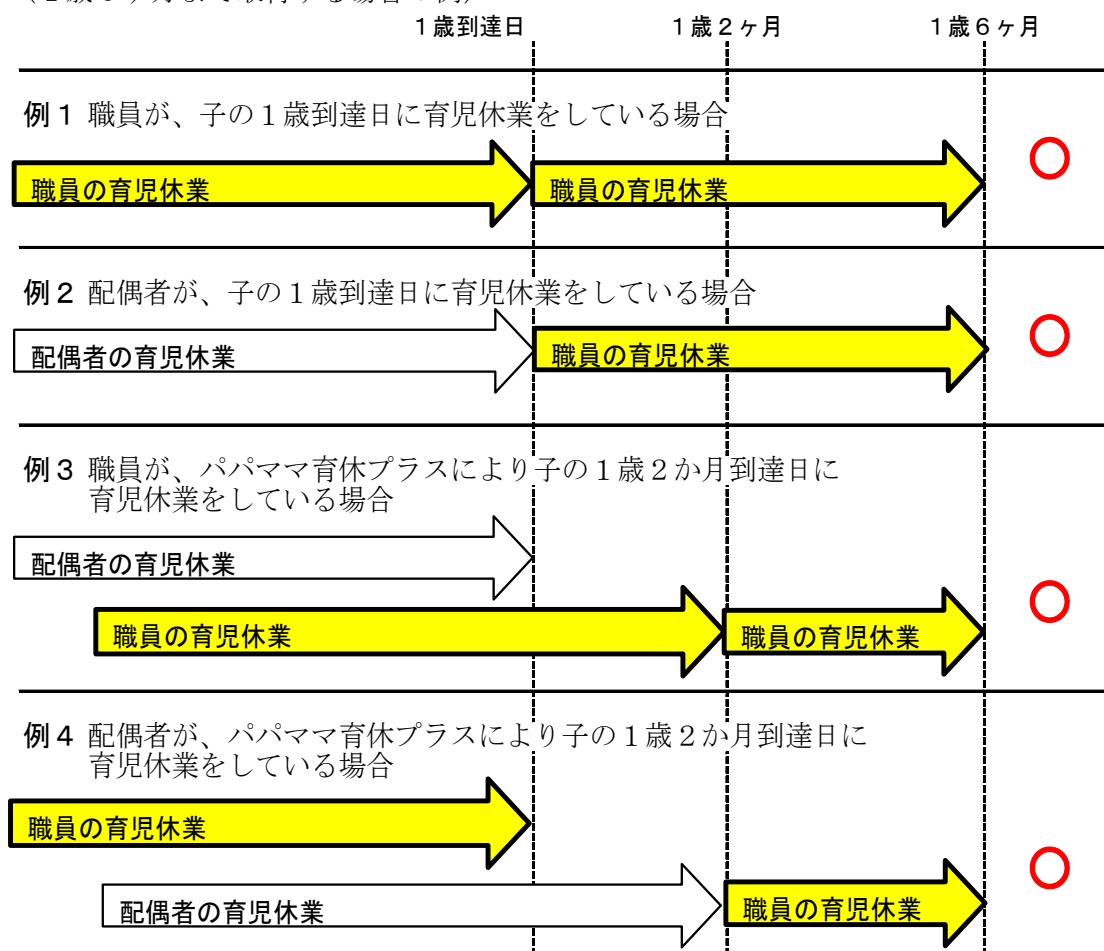 １歳到達日 １歳２ヶ月 １歳６ヶ月
例１ 職員が、子の１歳到達日に育児休業をしている場合
職員の育児休業 職員の育児休業
例２ 配偶者が、子の１歳到達日に育児休業をしている場合
配偶者の育児休業 職員の育児休業
例３ 職員が、パパママ育休プラスにより子の１歳２か月到達日に
育児休業をしている場合
配偶者の育児休業
職員の育児休業 職員の育児休業
例４ 配偶者が、パパママ育休プラスにより子の１歳２か月到達日に
育児休業をしている場合
職員の育児休業
配偶者の育児休業 職員の育児休業